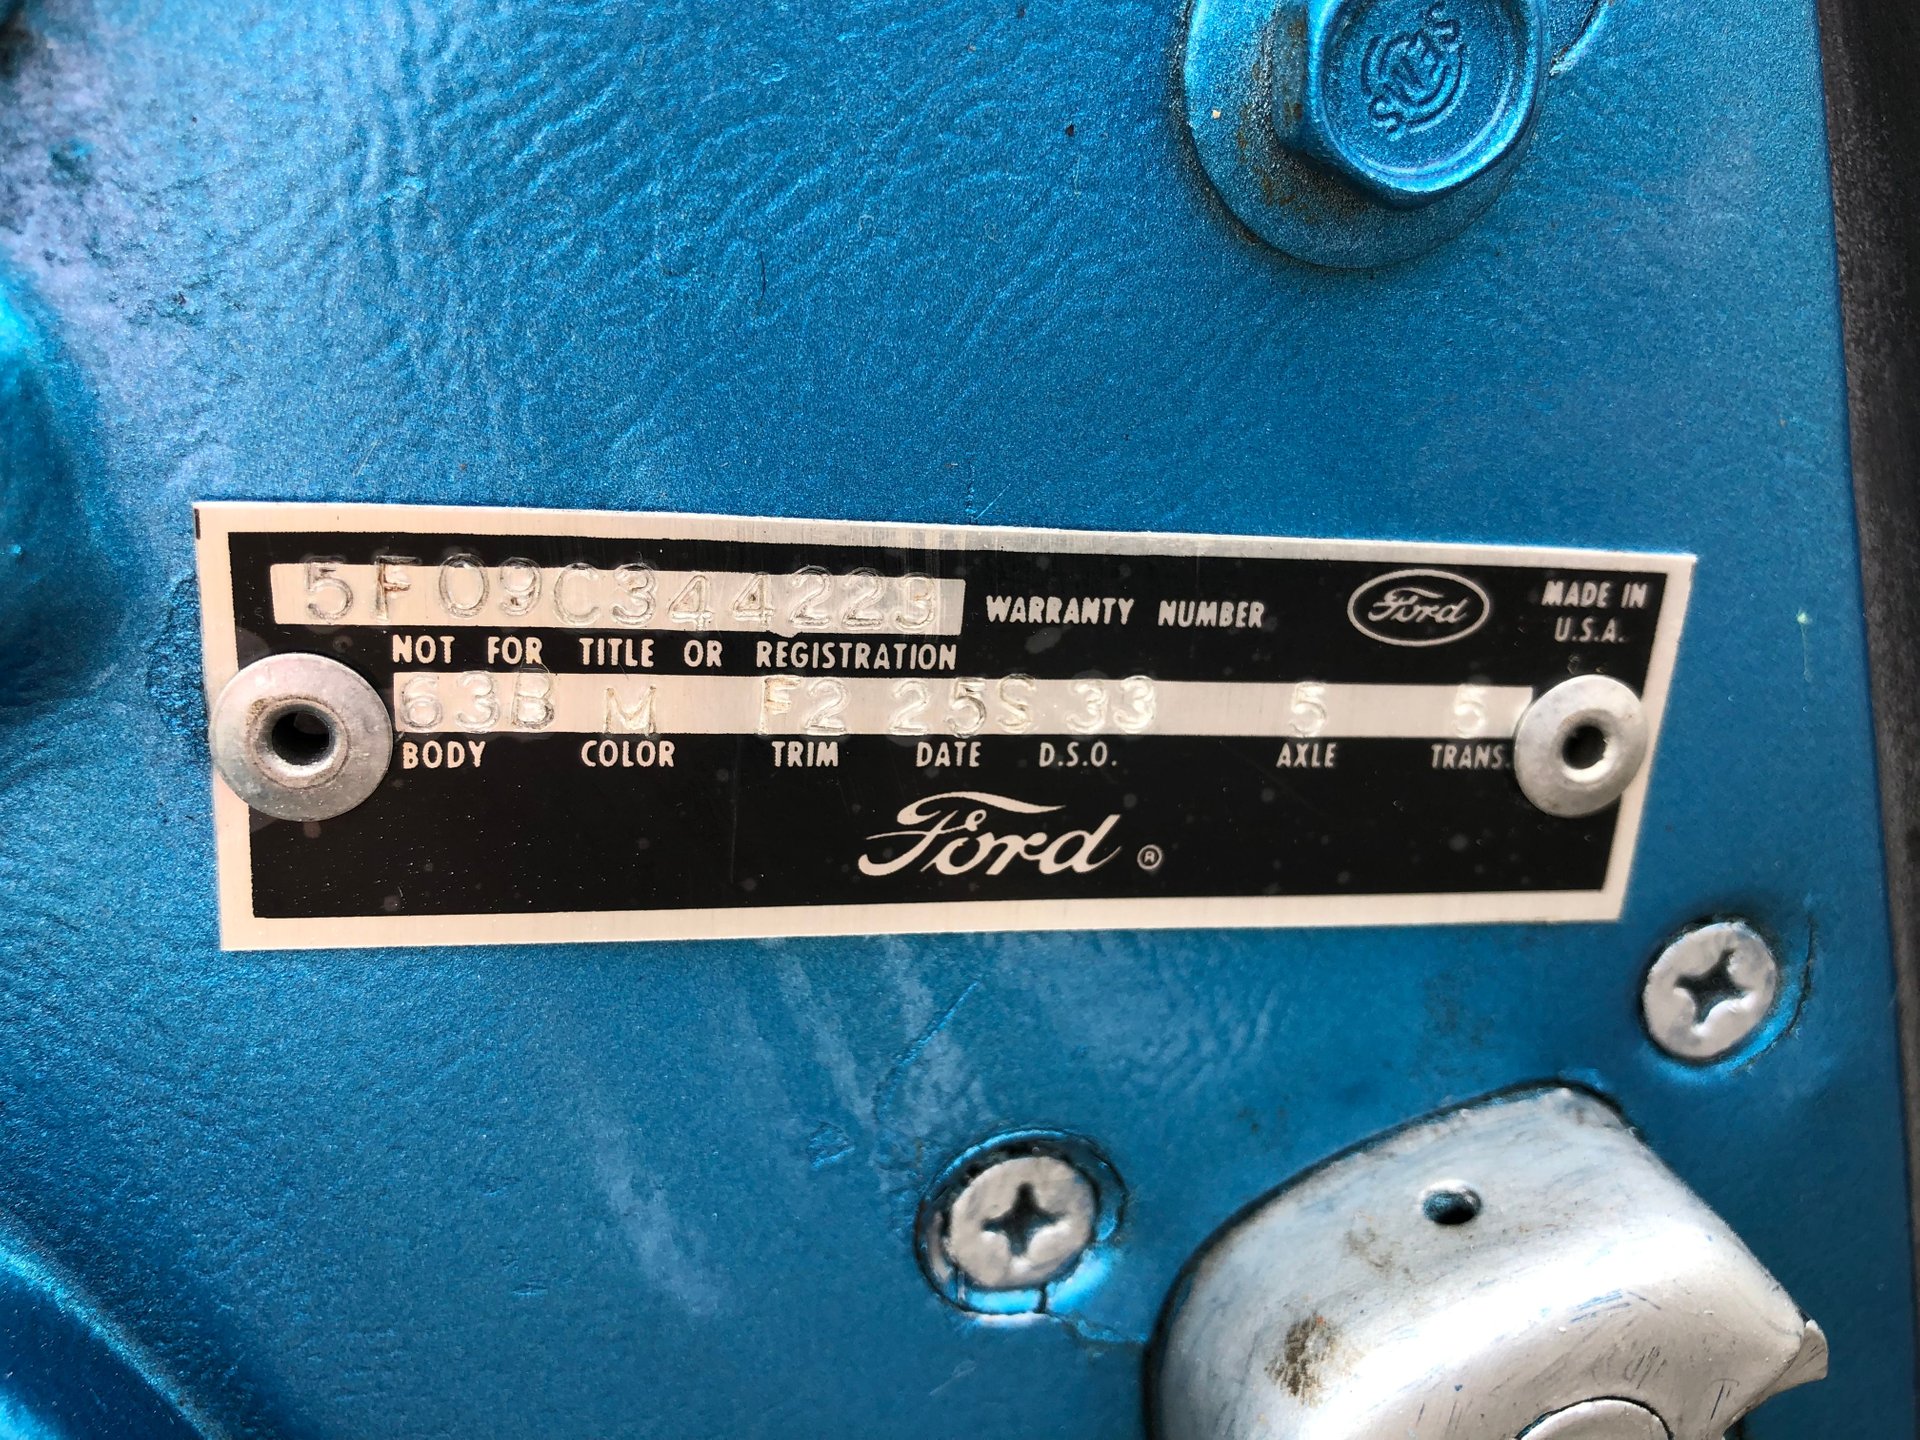 5F09C344223 WARRANTY NUMBER Ford MADE IN
U.S.A.
NOT FOR TITLE OR REGISTRATION
63B M F2 25S 33 5 5
BODY COLOR TRIM DATE D.S.O. AXLE TRANS.
Ford ®